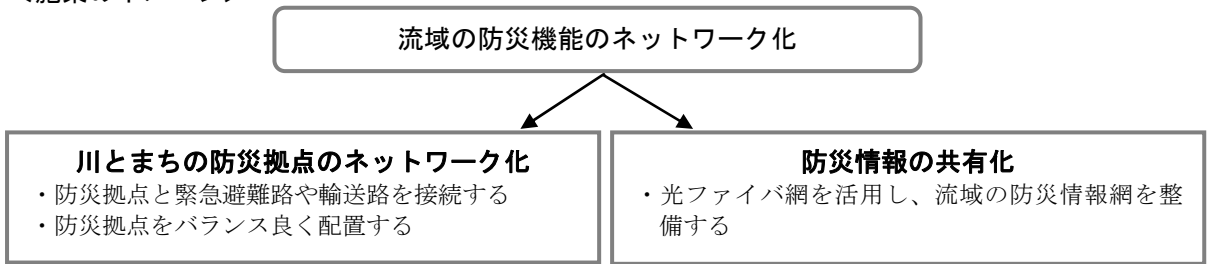 流域の防災機能のネットワーク化
川とまちの防災拠点のネットワーク化
・防災拠点と緊急避難路や輸送路を接続する
・防災拠点をバランス良く配置する
防災情報の共有化
・光ファイバ網を活用し、流域の防災情報網を整
備する